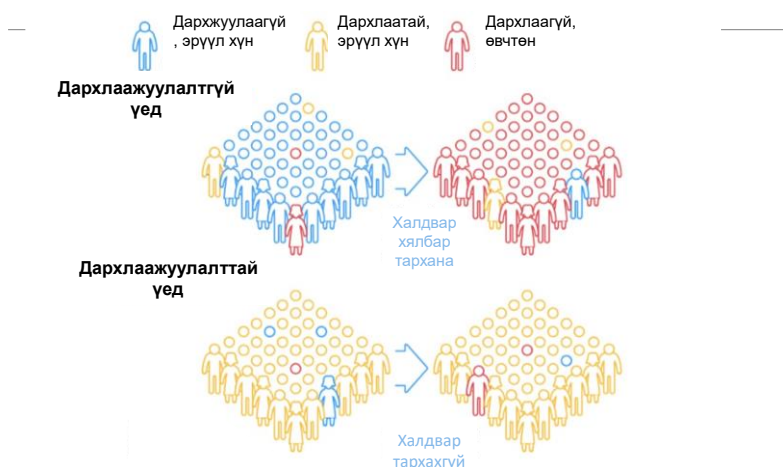 Дархжуулаагүй
, эрүүл хүн
Дархлаатай,
эрүүл хүн
Дархлаагүй,
өвчтөн
Дархлаажуулалтгүй
үед
Халдвар
хялбар
тархана
Дархлаажуулалттай
үед
Халдвар
тархахгүй